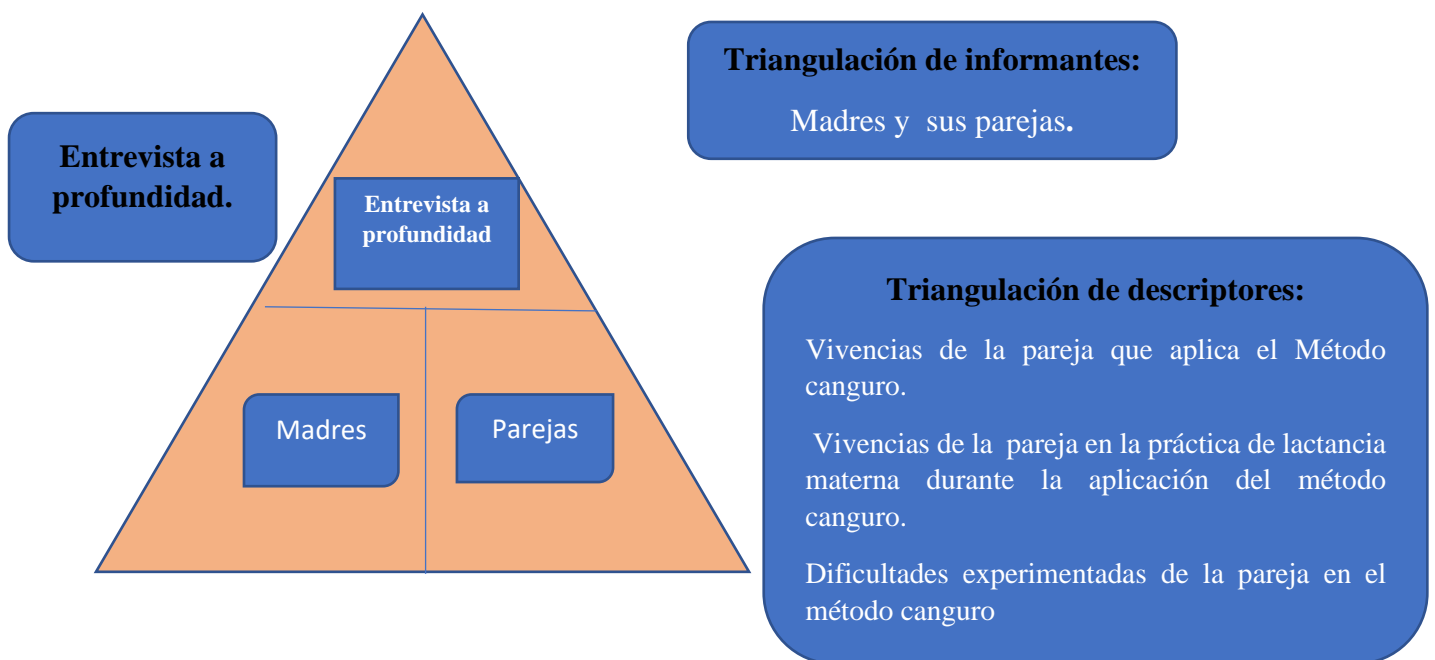 Triangulación de informantes:
Madres y sus parejas.
Entrevista a
profundidad.
Entrevista a
profundidad
Madres
Parejas
Triangulación de descriptores:
Vivencias de la pareja que aplica el Método
canguro.
Vivencias de la pareja en la práctica de lactancia
materna durante la aplicación del método
canguro.
Dificultades experimentadas de la pareja en el
método canguro